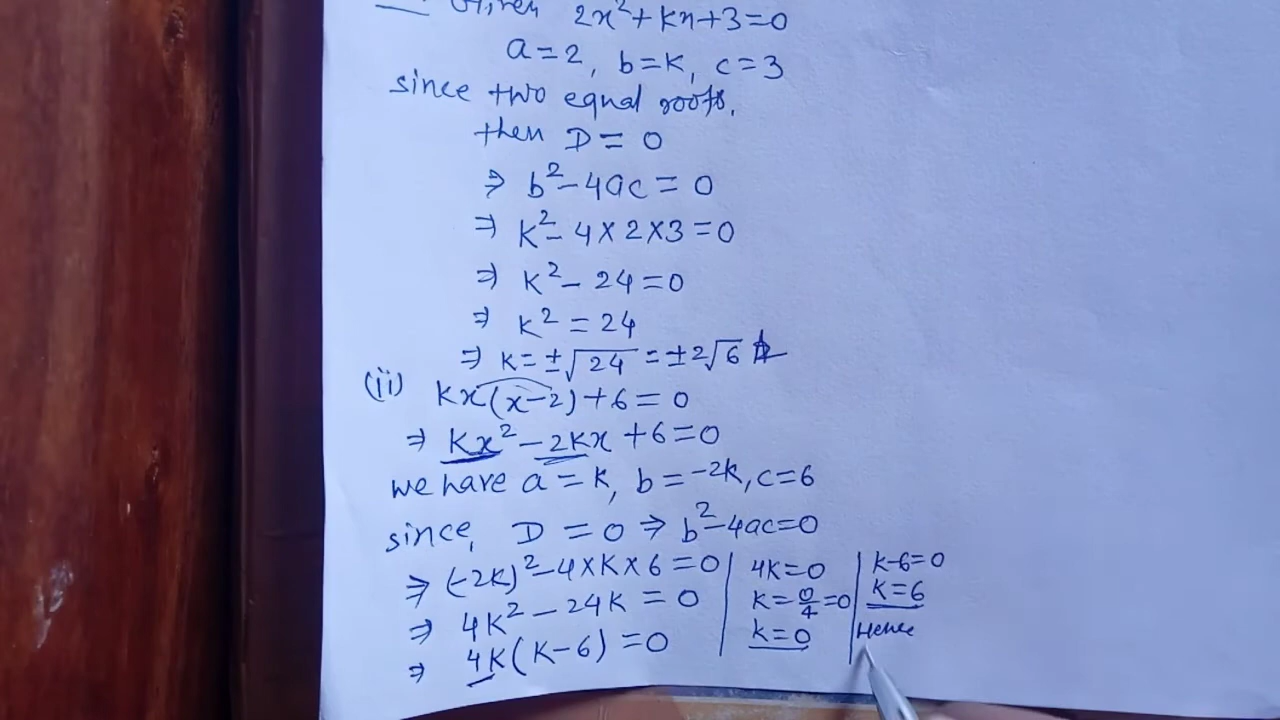 Given 2x²+kx+3=0
a=2, b=k, c=3
since two equal roots.
then D=0
⇒ b²-4ac=0
⇒ k²-4×2×3=0
⇒ k²-24=0
⇒ k²=24
⇒ k=±√24=±2√6
(ii) kx(x-2)+6=0
⇒ kx²-2kx+6=0
we have a=k, b=-2k, c=6
since, D=0⇒b²-4ac=0
⇒ (-2k)²-4×k×6=0
⇒ 4k²-24k=0
⇒ 4k(k-6)=0
4k=0
k=0/4=0
k=0
k-6=0
k=6
Hence